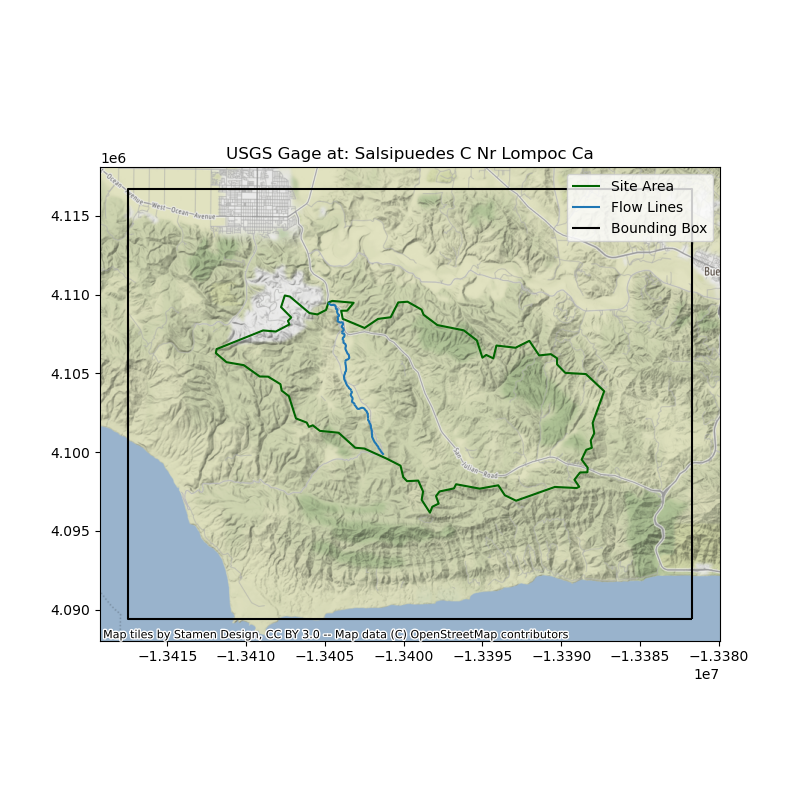 USGS Gage at: Salsipuedes C Nr Lompoc Ca
1e6
Site Area
Flow Lines
Bounding Box
4.115
4.110
4.105
4.100
4.095
4.090
Ocean-Avenue
West-Ocean-Avenue
Bue
San-Julian-Road
Map tiles by Stamen Design, CC BY 3.0 -- Map data (C) OpenStreetMap contributors
−1.3415 −1.3410 −1.3405 −1.3400 −1.3395 −1.3390 −1.3385 −1.3380
1e7